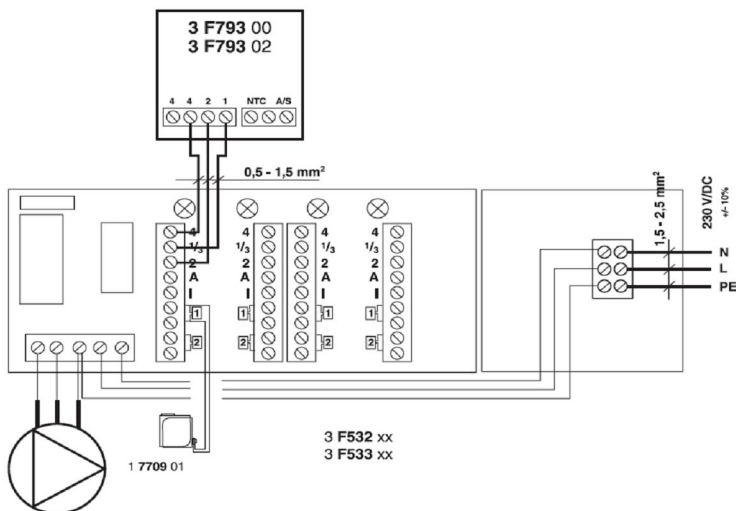 3 F793 00
3 F793 02
4 4 2 1 NTC A/S
0,5 - 1,5 mm²
4 4 4 4
1/3 1/3 1/3 1/3
2 2 2 2
A A A A
I I I I
1 1 1 1
2 2 2 2
1,5 - 2,5 mm²
230 V/DC
+/- 10%
N
L
PE
1 7709 01
3 F532 xx
3 F533 xx